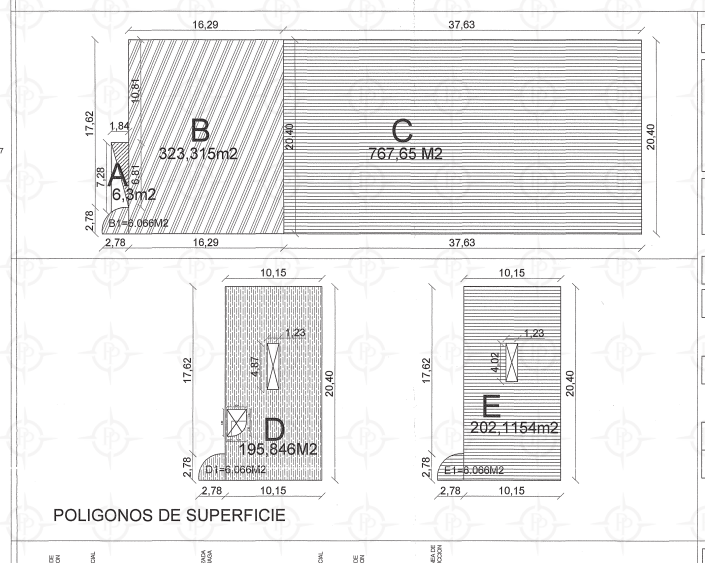 16,29 37,63
17,62
10,81
B
323,315m2
20,40
C
767,65 M2
20,40
1,84
7,28
A
6,81
6,3m2
2,78
B1=6.066M2
2,78 16,29 37,63
10,15 10,15
17,62
1,23
4,87
20,40
D
195,846M2
2,78
D1=6.066M2
2,78 10,15
17,62
1,23
4,02
20,40
E
202,1154m2
2,78
E1=6.066M2
2,78 10,15
POLIGONOS DE SUPERFICIE